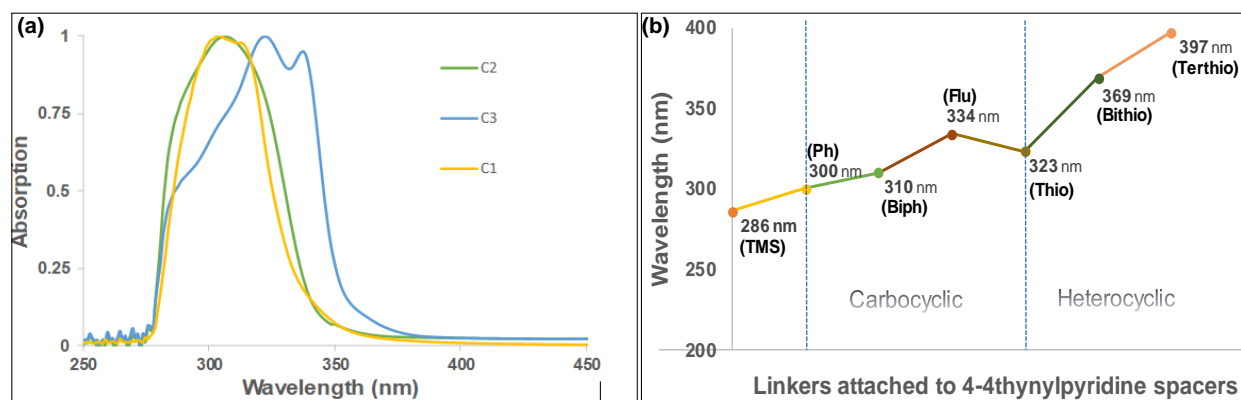 (a)
1
0.75
0.5
0.25
0
Absorption
C2
C3
C1
250
300
350
400
450
Wavelength (nm)
(b)
400
350
300
250
200
Wavelength (nm)
286 nm
(TMS)
(Ph)
300 nm
310 nm
(Biph)
(Flu)
334 nm
323 nm
(Thio)
369 nm
(Bithio)
397 nm
(Terthio)
Carbocyclic
Heterocyclic
Linkers attached to 4-4thynylpyridine spacers